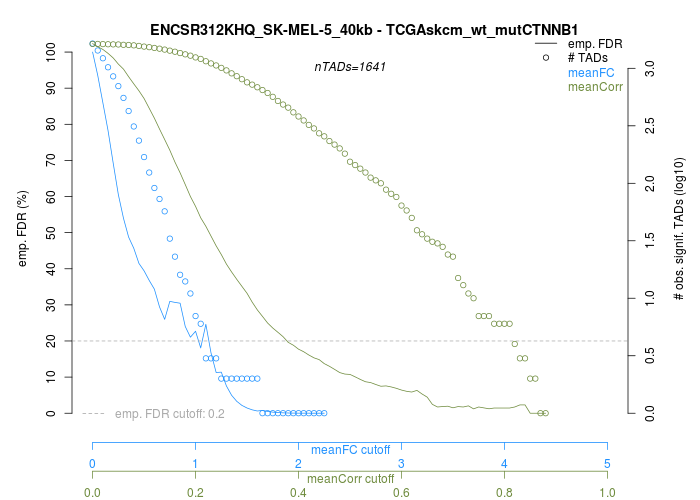 ENCSR312KHQ_SK-MEL-5_40kb - TCGAskcm_wt_mutCTNNB1
nTADs=1641
emp. FDR
# TADs
meanFC
meanCorr
emp. FDR (%)
0 10 20 30 40 50 60 70 80 90 100
# obs. signif. TADs (log10)
0.0 0.5 1.0 1.5 2.0 2.5 3.0
emp. FDR cutoff: 0.2
meanFC cutoff
0 1 2 3 4 5
meanCorr cutoff
0.0 0.2 0.4 0.6 0.8 1.0